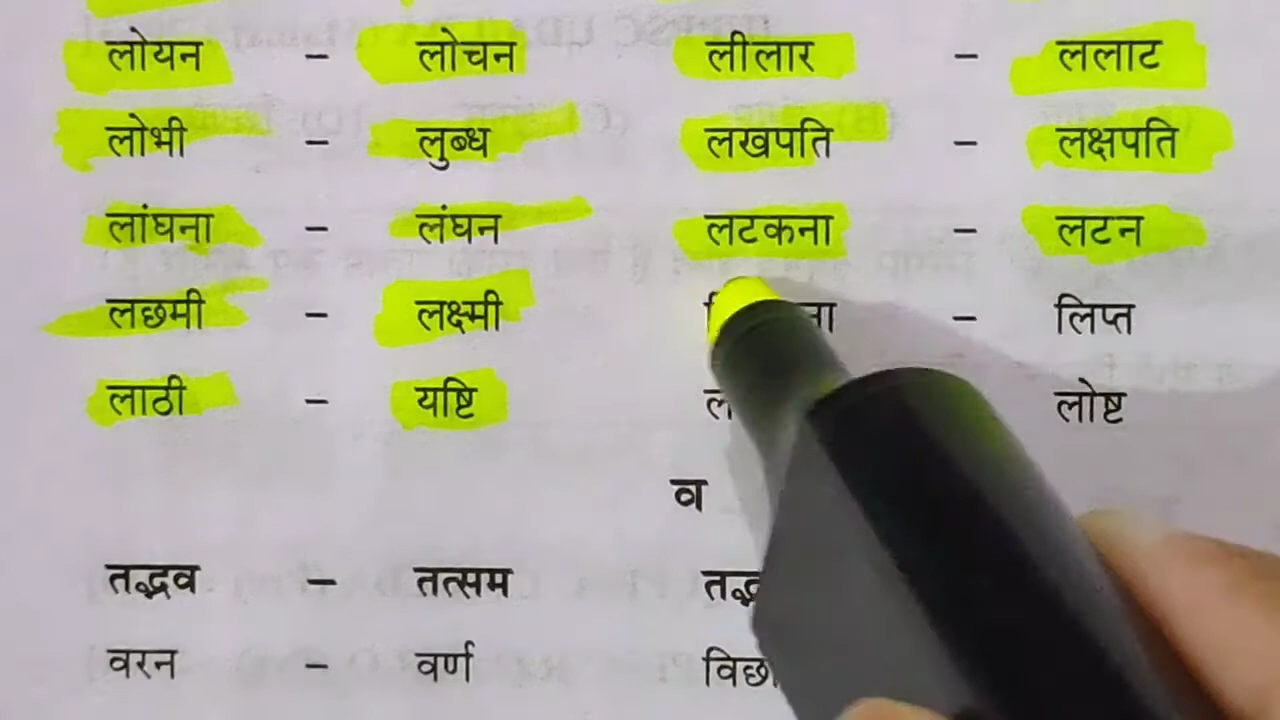 लोयन – लोचन लीलार – ललाट
लोभी – लुब्ध लखपति – लक्षपति
लांघना – लंघन लटकना – लटन
लछमी – लक्ष्मी – लिप्त
लाठी – यष्टि लोष्ट
व
तद्भव – तत्सम
वरन – वर्ण